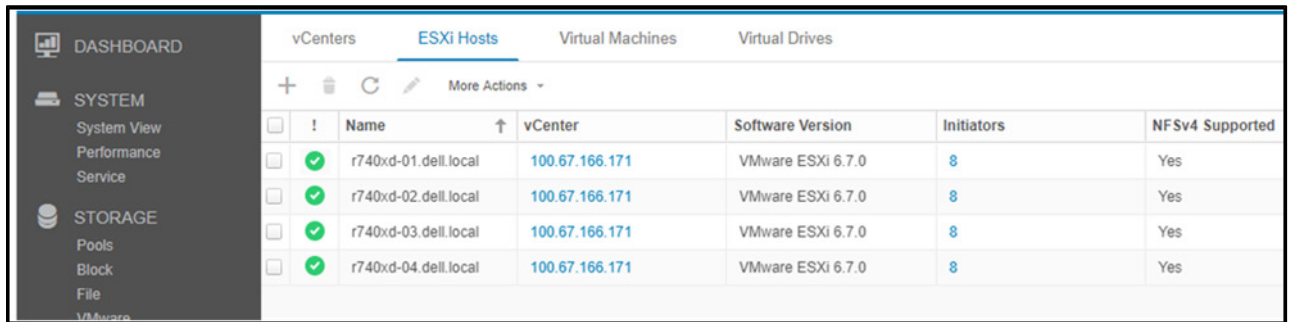 DASHBOARD
SYSTEM
System View
Performance
Service
STORAGE
Pools
Block
File
VMware
vCenters ESXi Hosts Virtual Machines Virtual Drives
More Actions
! Name vCenter Software Version Initiators NFSv4 Supported
r740xd-01.dell.local 100.67.166.171 VMware ESXi 6.7.0 8 Yes
r740xd-02.dell.local 100.67.166.171 VMware ESXi 6.7.0 8 Yes
r740xd-03.dell.local 100.67.166.171 VMware ESXi 6.7.0 8 Yes
r740xd-04.dell.local 100.67.166.171 VMware ESXi 6.7.0 8 Yes